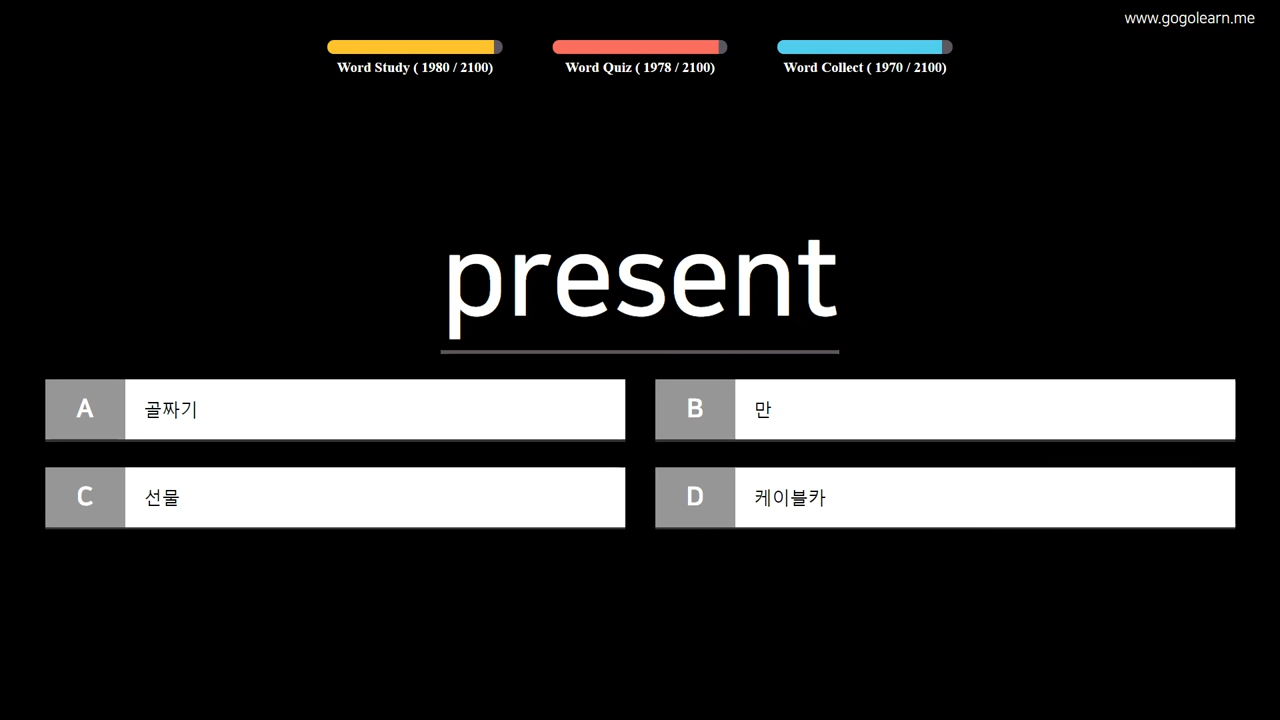 www.gogolearn.me
Word Study ( 1980 / 2100)
Word Quiz ( 1978 / 2100)
Word Collect ( 1970 / 2100)
present
A 골짜기
B 만
C 선물
D 케이블카